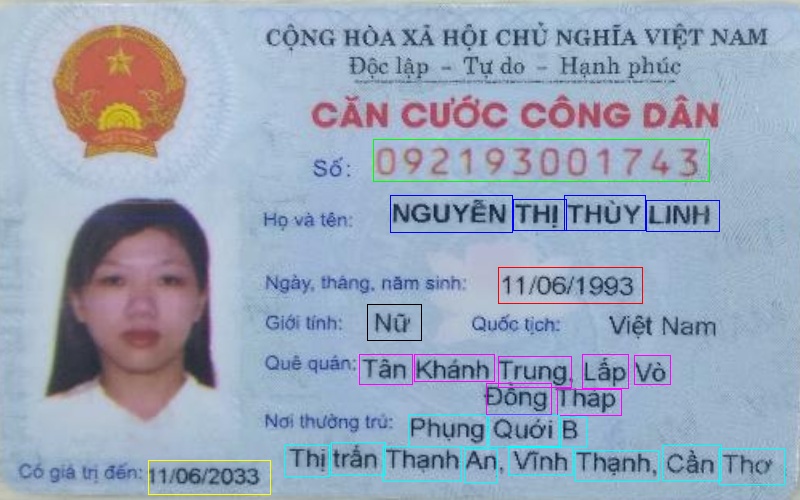 CỘNG HÒA XÃ HỘI CHỦ NGHĨA VIỆT NAM
Độc lập - Tự do - Hạnh phúc
CĂN CƯỚC CÔNG DÂN
Số: 092193001743
Họ và tên: NGUYỄN THỊ THÙY LINH
Ngày, tháng, năm sinh: 11/06/1993
Giới tính: Nữ Quốc tịch: Việt Nam
Quê quán: Tân Khánh Trung, Lấp Vò
Đồng Tháp
Nơi thường trú: Phụng Quới B
Thị trấn Thạnh An, Vĩnh Thạnh, Cần Thơ
Có giá trị đến: 11/06/2033